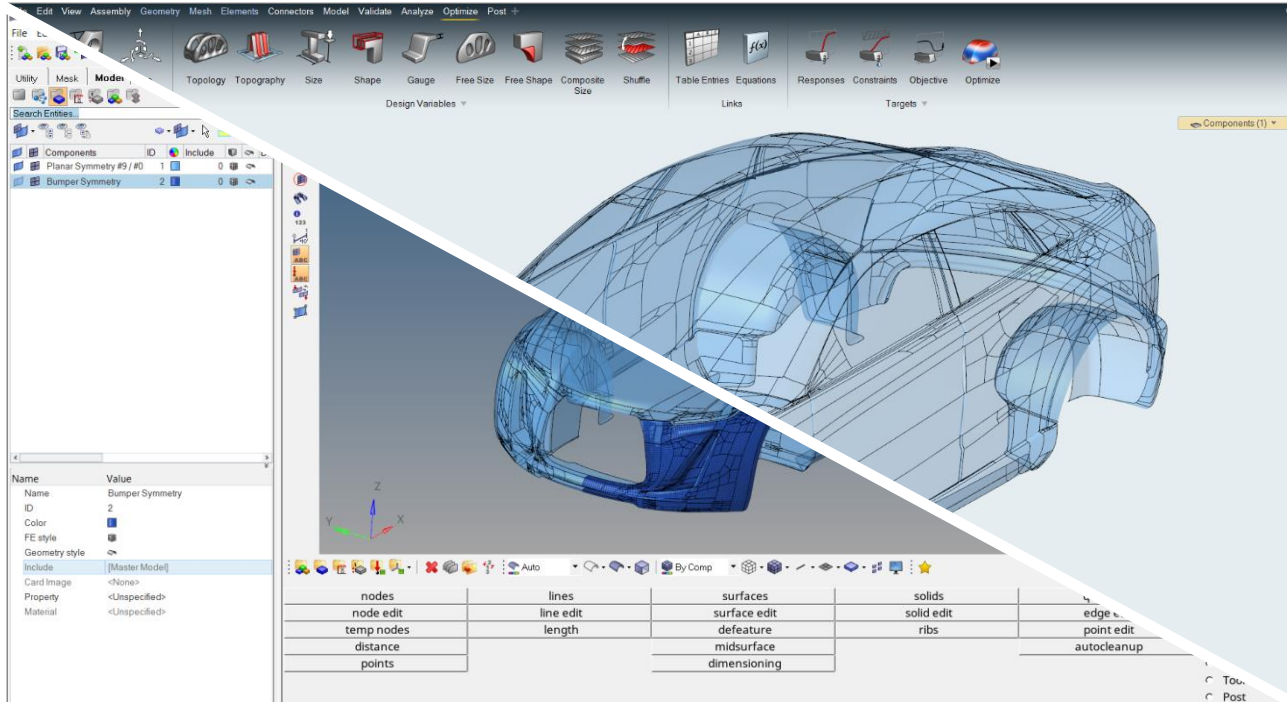 Edit View Assembly Geometry Mesh Elements Connectors Model Validate Analyze Optimize Post +
File
Topology Topography Size Shape Gauge Free Size Free Shape Composite Size Shuffle Table Entries Equations Responses Constraints Objective Optimize
f(x)
Design Variables Links Targets
Utility Mask Model
Search Entities...
Components (1)
Components ID Include
Planar Symmetry #9 / #0 1 0
Bumper Symmetry 2 0
123
ABC
ABC
Z
Y X
Name Value
Name Bumper Symmetry
ID 2
Color
FE style
Geometry style
Include [Master Model]
Card Image <None>
Property <Unspecified>
Material <Unspecified>
Auto By Comp
nodes lines surfaces solids
node edit line edit surface edit solid edit
temp nodes length defeature ribs point edit
distance midsurface autocleanup
points dimensioning
Post